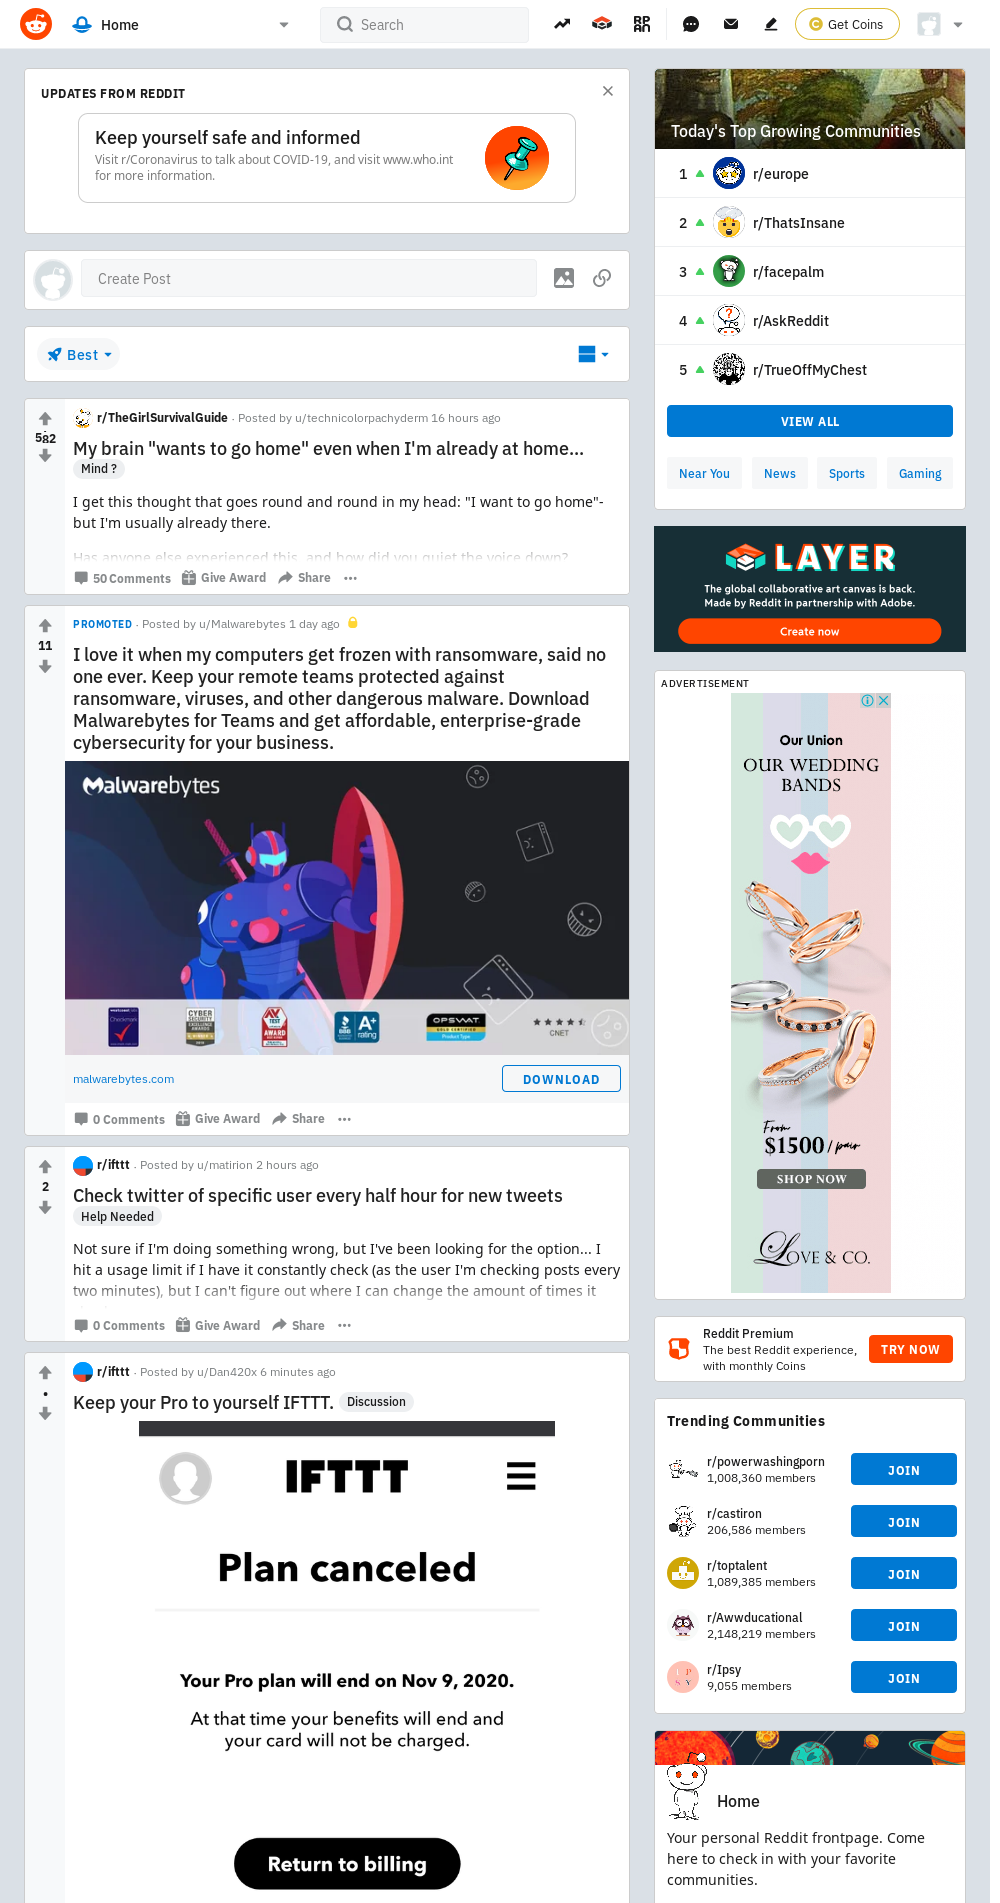 Home
Search
Get Coins
UPDATES FROM REDDIT
Keep yourself safe and informed
Visit r/Coronavirus to talk about COVID-19, and visit www.who.int
for more information.
Create Post
Best
r/TheGirlSurvivalGuide · Posted by u/technicolorpachyderm 16 hours ago
My brain "wants to go home" even when I'm already at home...
Mind ?
I get this thought that goes round and round in my head: "I want to go home"-
but I'm usually already there.
Has anyone else experienced this, and how did you quiet the voice down?
50 Comments Give Award Share
PROMOTED · Posted by u/Malwarebytes 1 day ago
11
I love it when my computers get frozen with ransomware, said no
one ever. Keep your remote teams protected against
ransomware, viruses, and other dangerous malware. Download
Malwarebytes for Teams and get affordable, enterprise-grade
cybersecurity for your business.
Malwarebytes
CYBER
SECURITY
EXCELLENCE
AWARDS
AV TEST
AWARD
BBB
A+
rating
OPSWAT
GOLD CERTIFIED
Product Type
CNET
malwarebytes.com
DOWNLOAD
0 Comments Give Award Share
r/ifttt · Posted by u/matirion 2 hours ago
2
Check twitter of specific user every half hour for new tweets
Help Needed
Not sure if I'm doing something wrong, but I've been looking for the option... I
hit a usage limit if I have it constantly check (as the user I'm checking posts every
two minutes), but I can't figure out where I can change the amount of times it
0 Comments Give Award Share
r/ifttt · Posted by u/Dan420x 6 minutes ago
•
Keep your Pro to yourself IFTTT. Discussion
IFTTT
Plan canceled
Your Pro plan will end on Nov 9, 2020.
At that time your benefits will end and
your card will not be charged.
Return to billing
Today's Top Growing Communities
1 r/europe
2 r/ThatsInsane
3 r/facepalm
4 r/AskReddit
5 r/TrueOffMyChest
VIEW ALL
Near You News Sports Gaming
LAYER
The global collaborative art canvas is back.
Made by Reddit in partnership with Adobe.
Create now
ADVERTISEMENT
Our Union
OUR WEDDING
BANDS
From
$1500 / pair
SHOP NOW
LOVE & CO.
Reddit Premium
The best Reddit experience,
with monthly Coins
TRY NOW
Trending Communities
r/powerwashingporn
1,008,360 members
JOIN
r/castiron
206,586 members
JOIN
r/toptalent
1,089,385 members
JOIN
r/Awwducational
2,148,219 members
JOIN
r/Ipsy
9,055 members
JOIN
Home
Your personal Reddit frontpage. Come
here to check in with your favorite
communities.